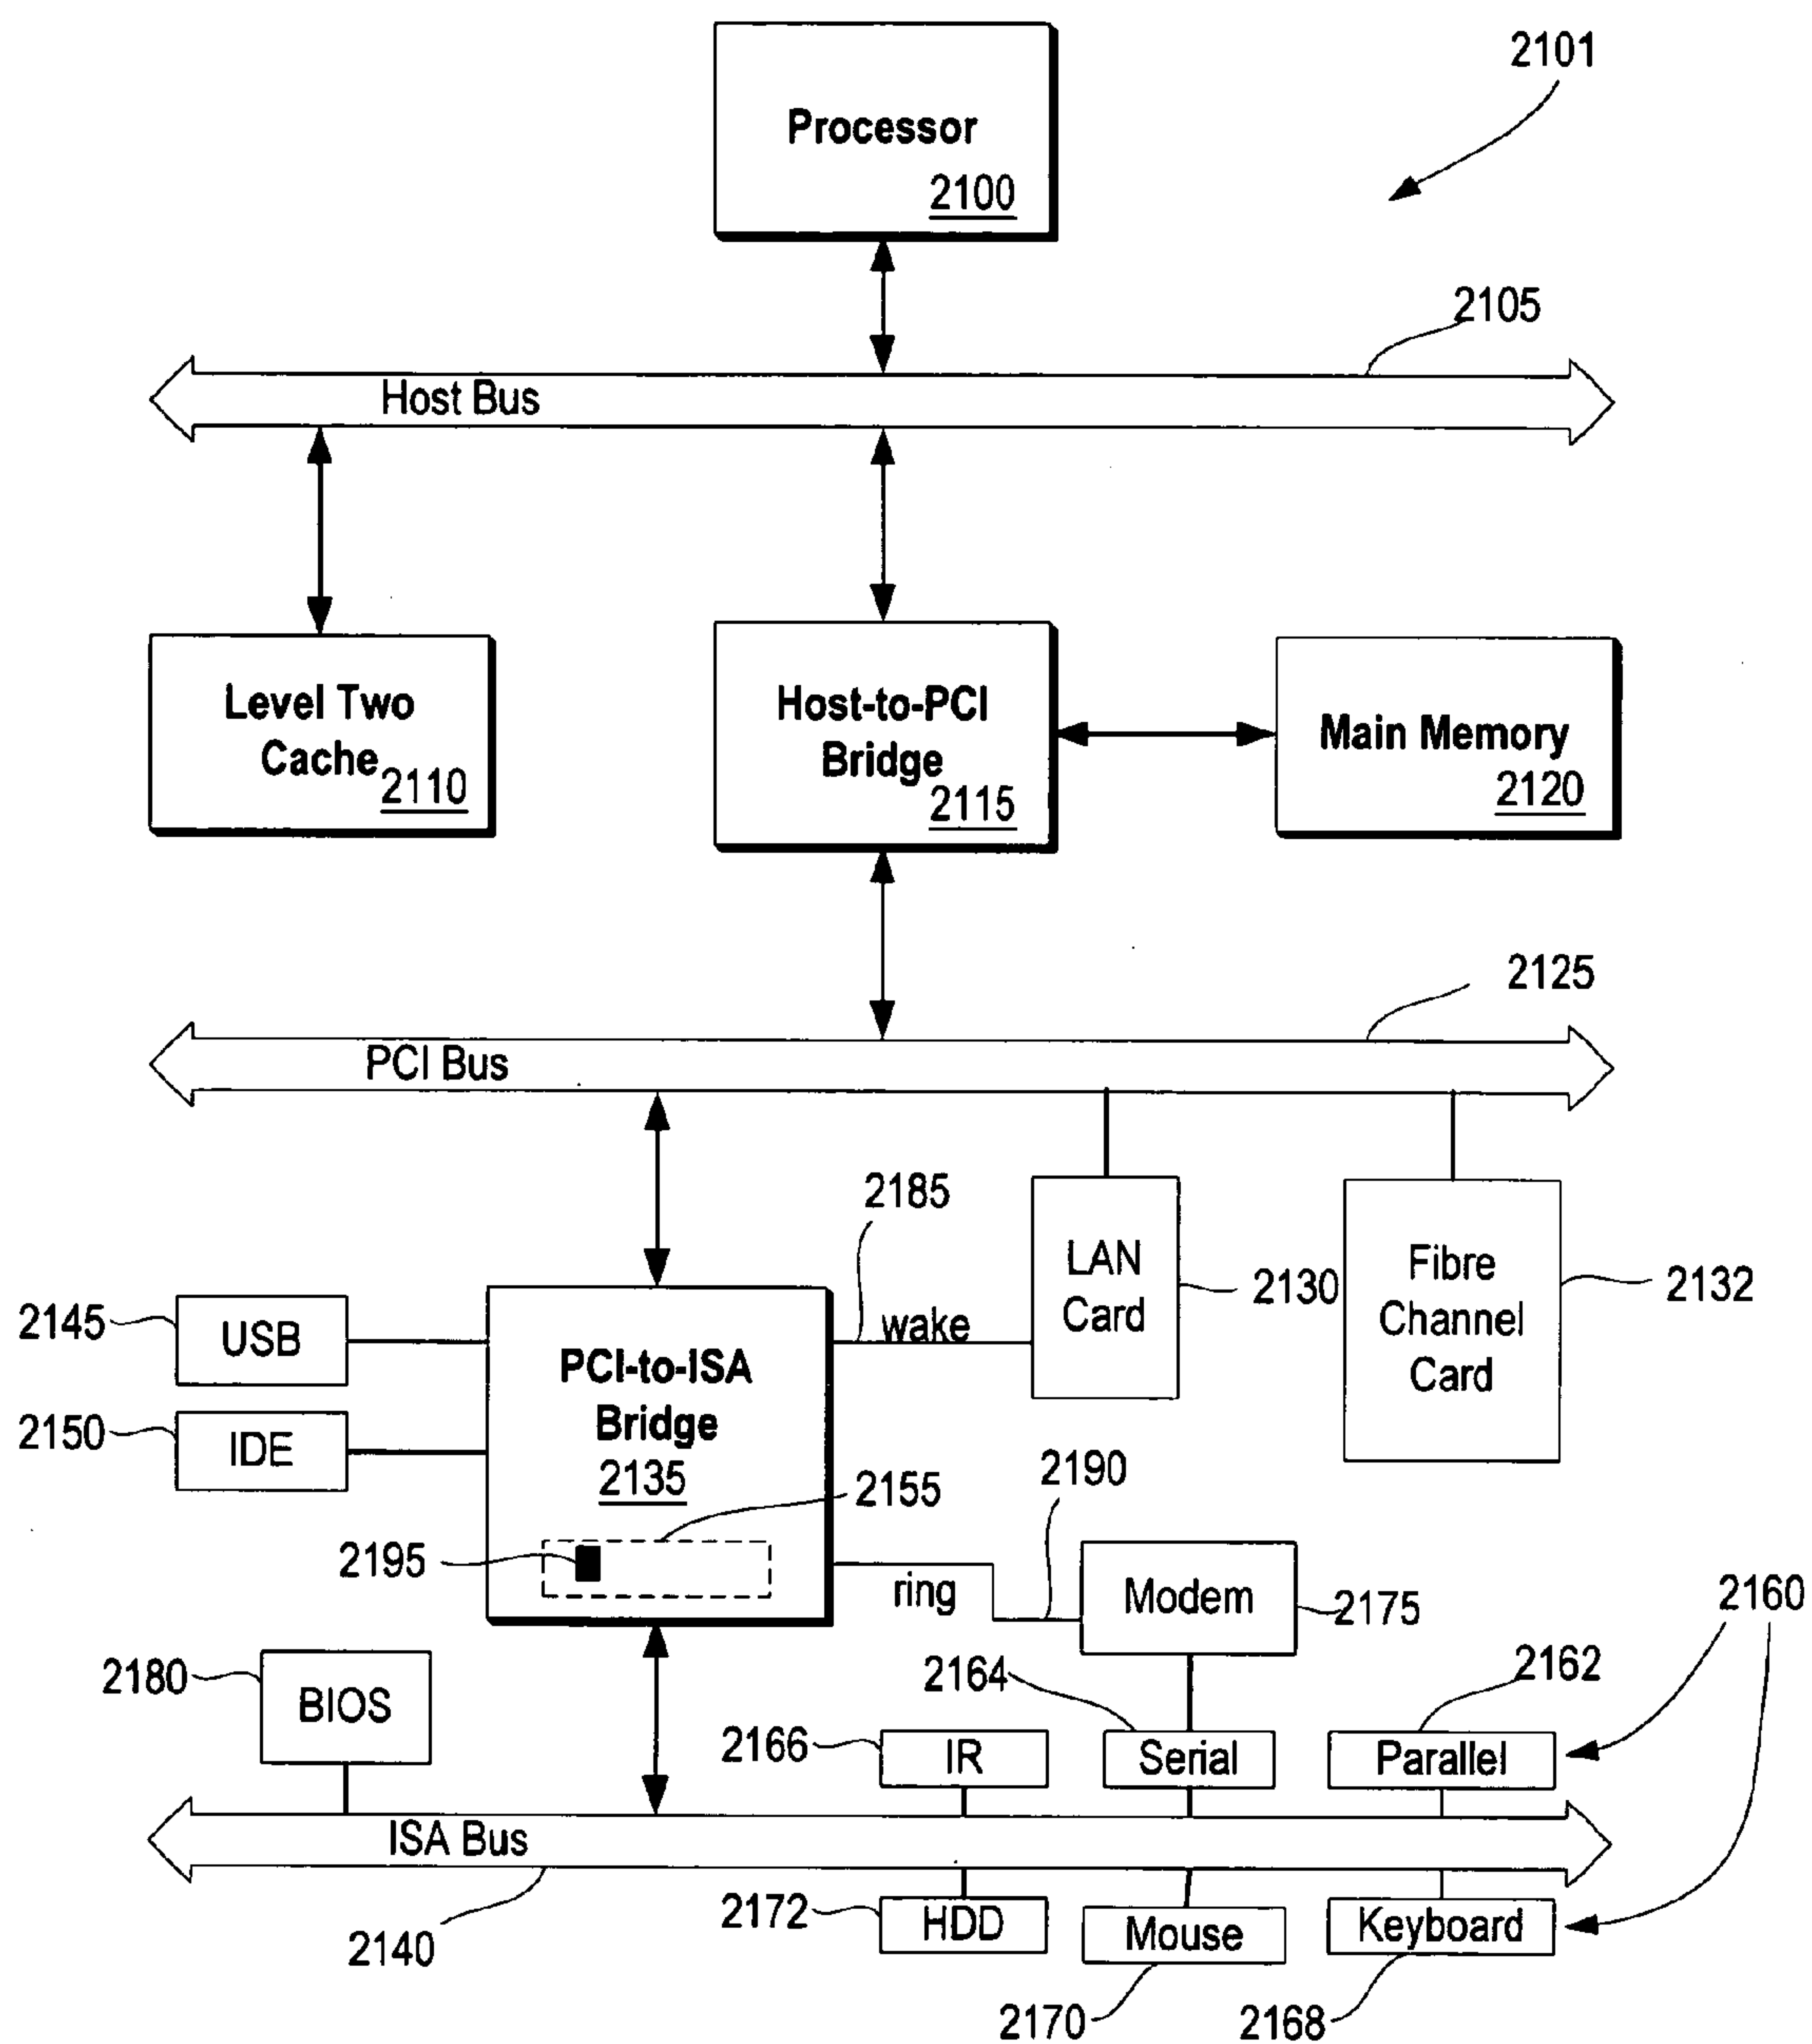 2101
Processor
2100
2105
Host Bus
Level Two
Cache
2110
Host-to-PCI
Bridge
2115
Main Memory
2120
2125
PCI Bus
2185
2145
USB
wake
LAN
Card
2130
Fibre
Channel
Card
2132
PCI-to-ISA
Bridge
2135
2150
IDE
2155
2190
2195
ring
Modem
2175
2160
2180
BIOS
2164
2162
2166
IR
Serial
Parallel
ISA Bus
2140
2172
HDD
Mouse
Keyboard
2170
2168